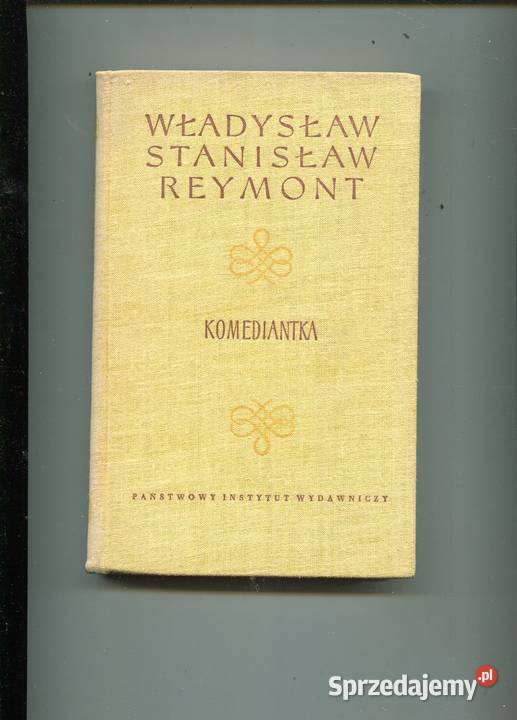 WŁADYSŁAW
STANISŁAW
REYMONT
KOMEDIANTKA
PAŃSTWOWY INSTYTUT WYDAWNICZY
Sprzedajemy.pl